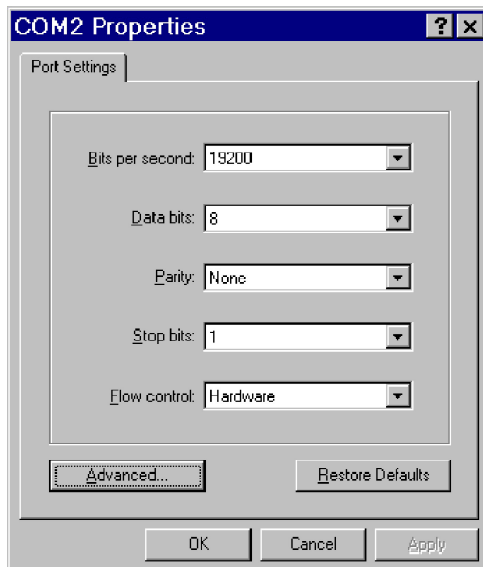 COM2 Properties
Port Settings
Bits per second: 19200
Data bits: 8
Parity: None
Stop bits: 1
Flow control: Hardware
Advanced... Restore Defaults
OK Cancel Apply